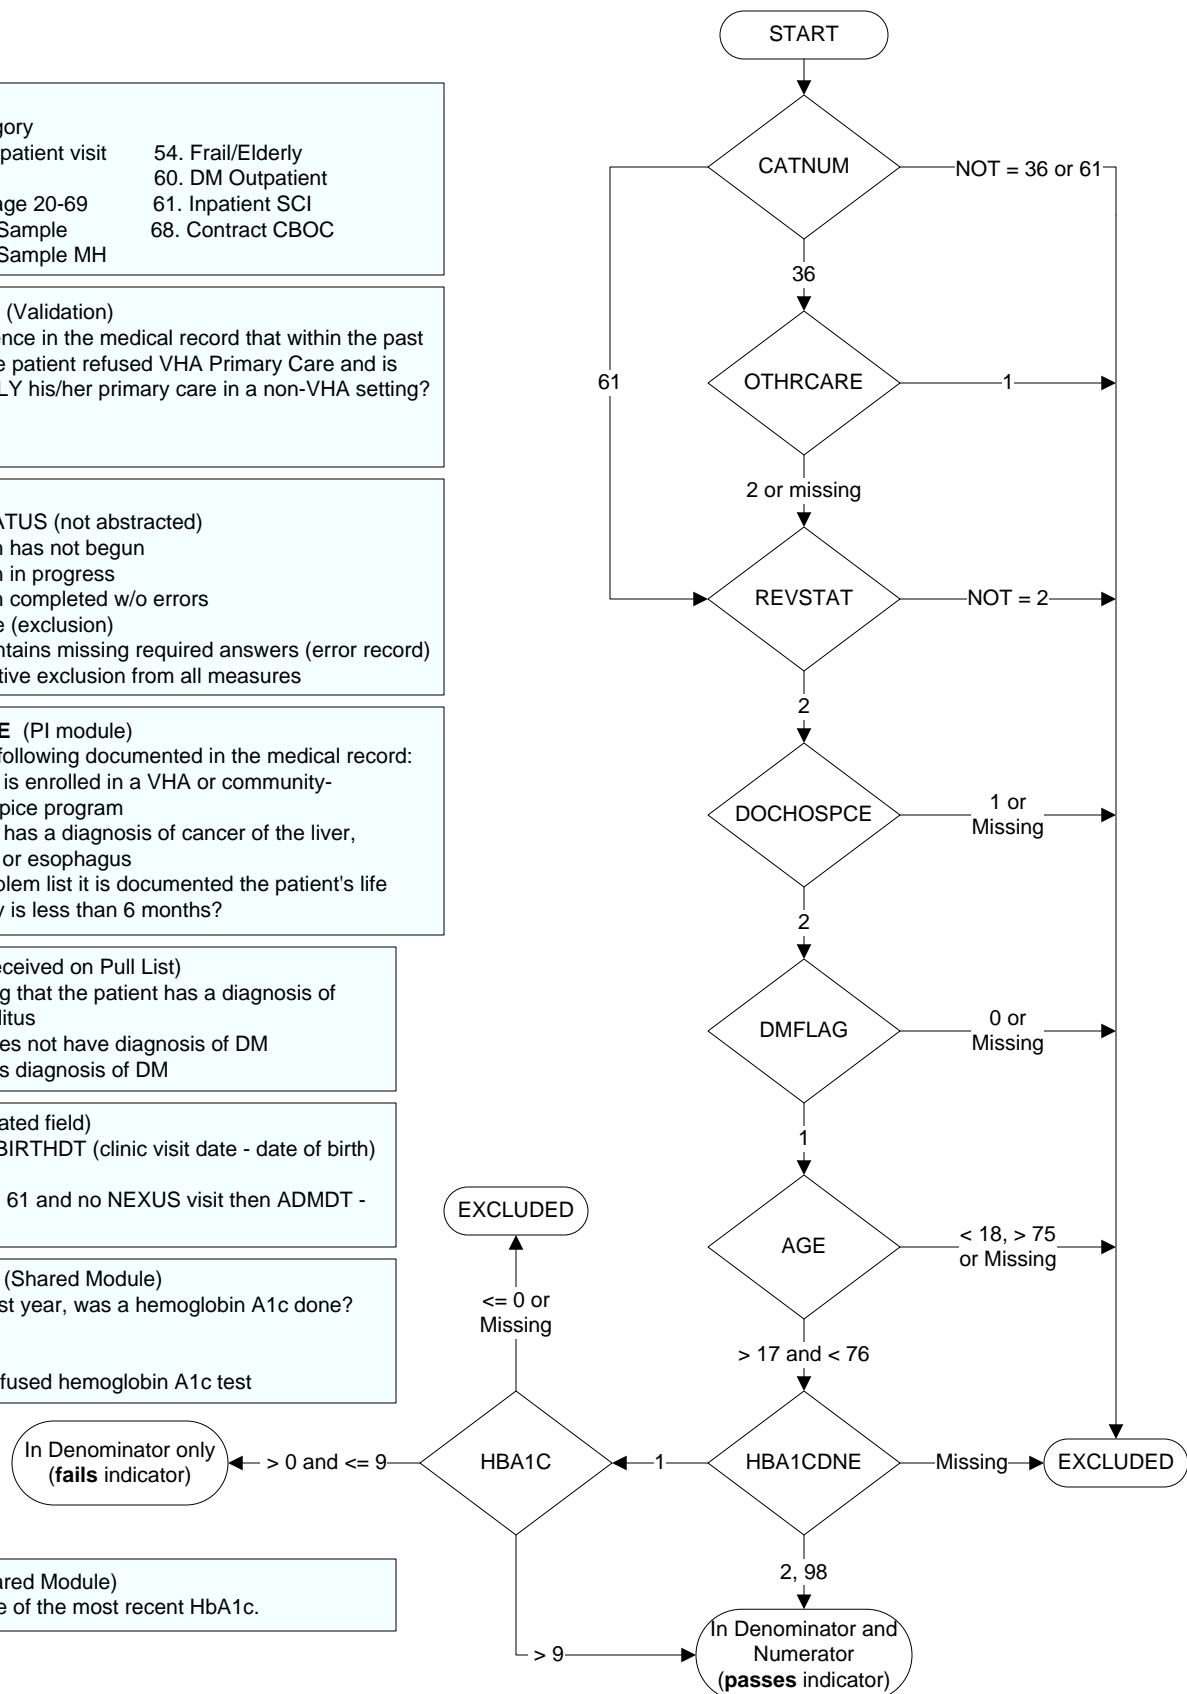 gory
patient visit 54. Frail/Elderly
60. DM Outpatient
age 20-69 61. Inpatient SCI
Sample 68. Contract CBOC
Sample MH
(Validation)
ence in the medical record that within the past
e patient refused VHA Primary Care and is
LY his/her primary care in a non-VHA setting?
ATUS (not abstracted)
n has not begun
n in progress
n completed w/o errors
e (exclusion)
ntains missing required answers (error record)
tive exclusion from all measures
E (PI module)
following documented in the medical record:
is enrolled in a VHA or community-
spice program
has a diagnosis of cancer of the liver,
or esophagus
blem list it is documented the patient's life
y is less than 6 months?
eceived on Pull List)
g that the patient has a diagnosis of
litus
es not have diagnosis of DM
s diagnosis of DM
ated field)
BIRTHDT (clinic visit date - date of birth)
61 and no NEXUS visit then ADMDT -
(Shared Module)
st year, was a hemoglobin A1c done?
fused hemoglobin A1c test
ared Module)
e of the most recent HbA1c.
START
CATNUM
NOT = 36 or 61
36
61
OTHRCARE
1
2 or missing
REVSTAT
NOT = 2
2
DOCHOSPCE
1 or
Missing
2
DMFLAG
0 or
Missing
1
AGE
< 18, > 75
or Missing
> 17 and < 76
HBA1CDNE
Missing
EXCLUDED
1
HBA1C
<= 0 or
Missing
EXCLUDED
> 0 and <= 9
In Denominator only
(fails indicator)
2, 98
> 9
In Denominator and
Numerator
(passes indicator)